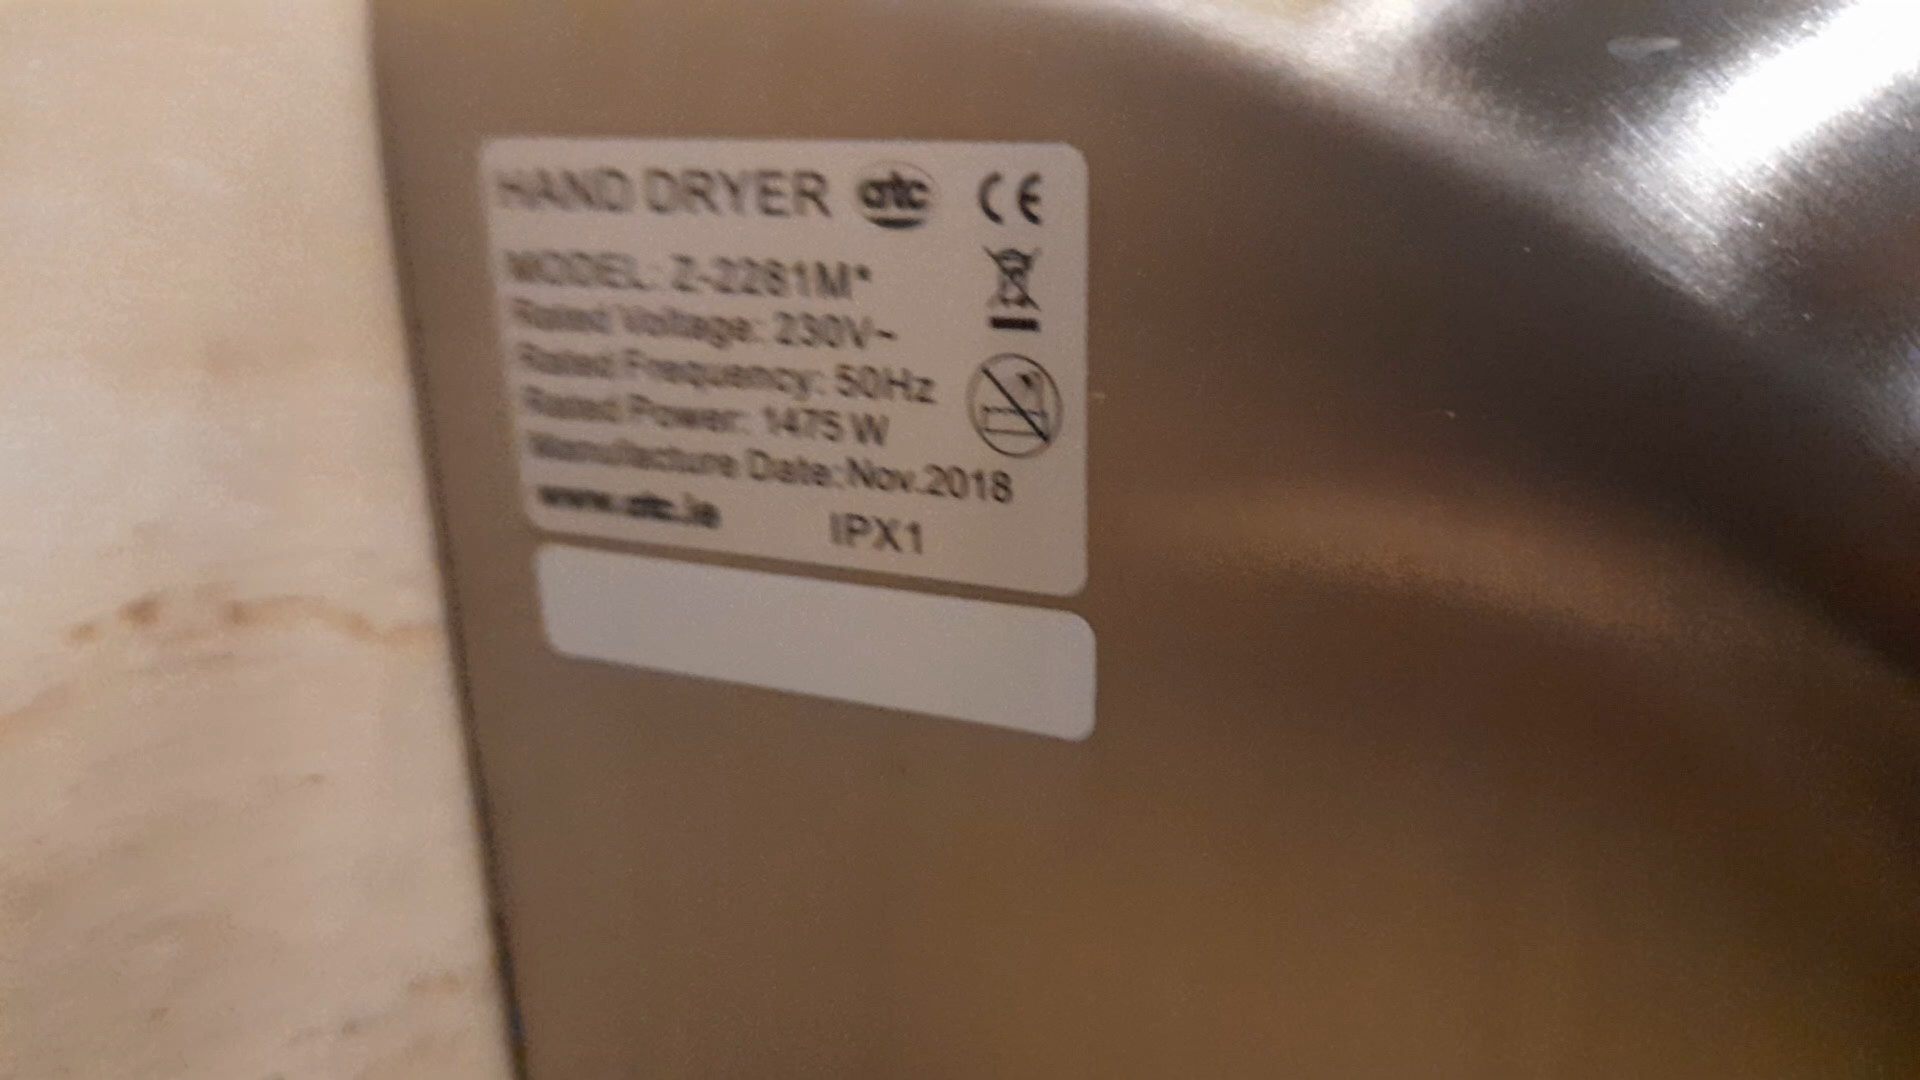 HAND DRYER atc CE
MODEL: Z-2281M*
Rated Voltage: 230V~
Rated Frequency: 50Hz
Rated Power: 1475 W
Manufacture Date:Nov.2018
www.atc.ie IPX1